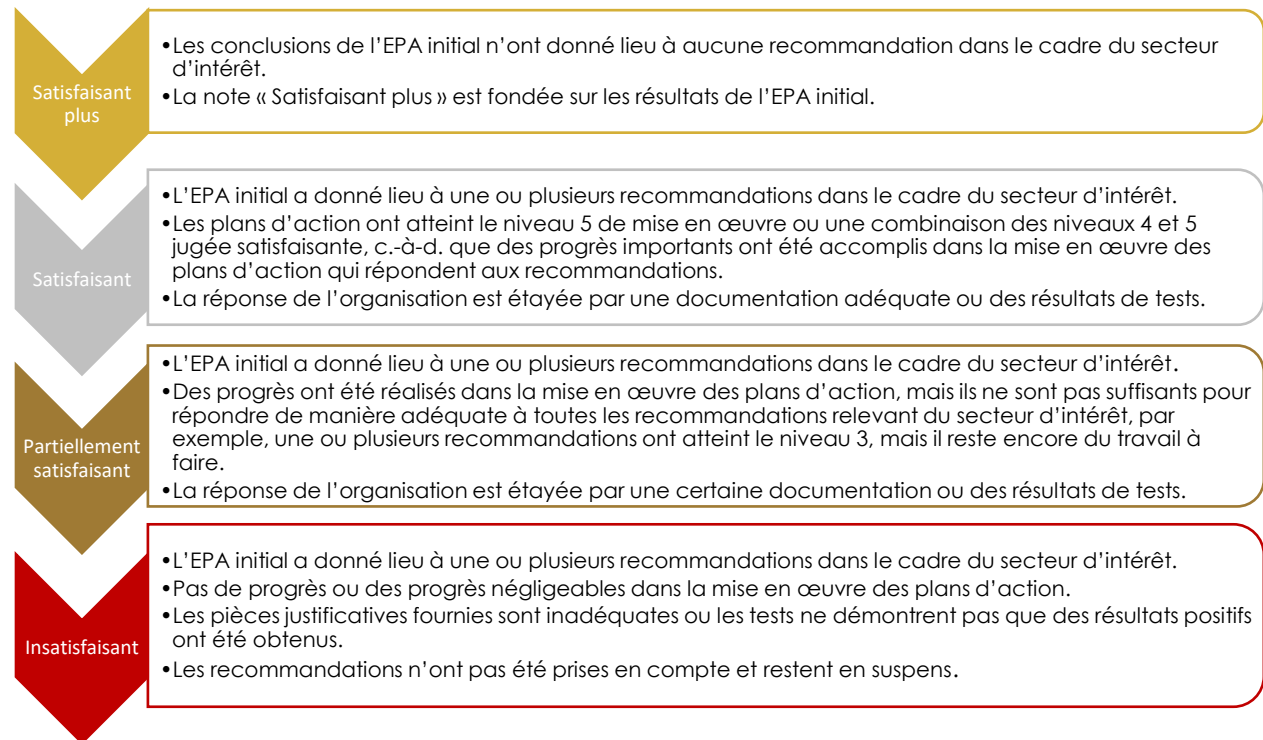 Satisfaisant
plus
•Les conclusions de l’EPA initial n’ont donné lieu à aucune recommandation dans le cadre du secteur
d’intérêt.
•La note « Satisfaisant plus » est fondée sur les résultats de l’EPA initial.
Satisfaisant
•L’EPA initial a donné lieu à une ou plusieurs recommandations dans le cadre du secteur d’intérêt.
•Les plans d’action ont atteint le niveau 5 de mise en œuvre ou une combinaison des niveaux 4 et 5
jugée satisfaisante, c.-à-d. que des progrès importants ont été accomplis dans la mise en œuvre des
plans d’action qui répondent aux recommandations.
•La réponse de l’organisation est étayée par une documentation adéquate ou des résultats de tests.
Partiellement
satisfaisant
•L’EPA initial a donné lieu à une ou plusieurs recommandations dans le cadre du secteur d’intérêt.
•Des progrès ont été réalisés dans la mise en œuvre des plans d’action, mais ils ne sont pas suffisants pour
répondre de manière adéquate à toutes les recommandations relevant du secteur d’intérêt, par
exemple, une ou plusieurs recommandations ont atteint le niveau 3, mais il reste encore du travail à
faire.
•La réponse de l’organisation est étayée par une certaine documentation ou des résultats de tests.
Insatisfaisant
•L’EPA initial a donné lieu à une ou plusieurs recommandations dans le cadre du secteur d’intérêt.
•Pas de progrès ou des progrès négligeables dans la mise en œuvre des plans d’action.
•Les pièces justificatives fournies sont inadéquates ou les tests ne démontrent pas que des résultats positifs
ont été obtenus.
•Les recommandations n’ont pas été prises en compte et restent en suspens.